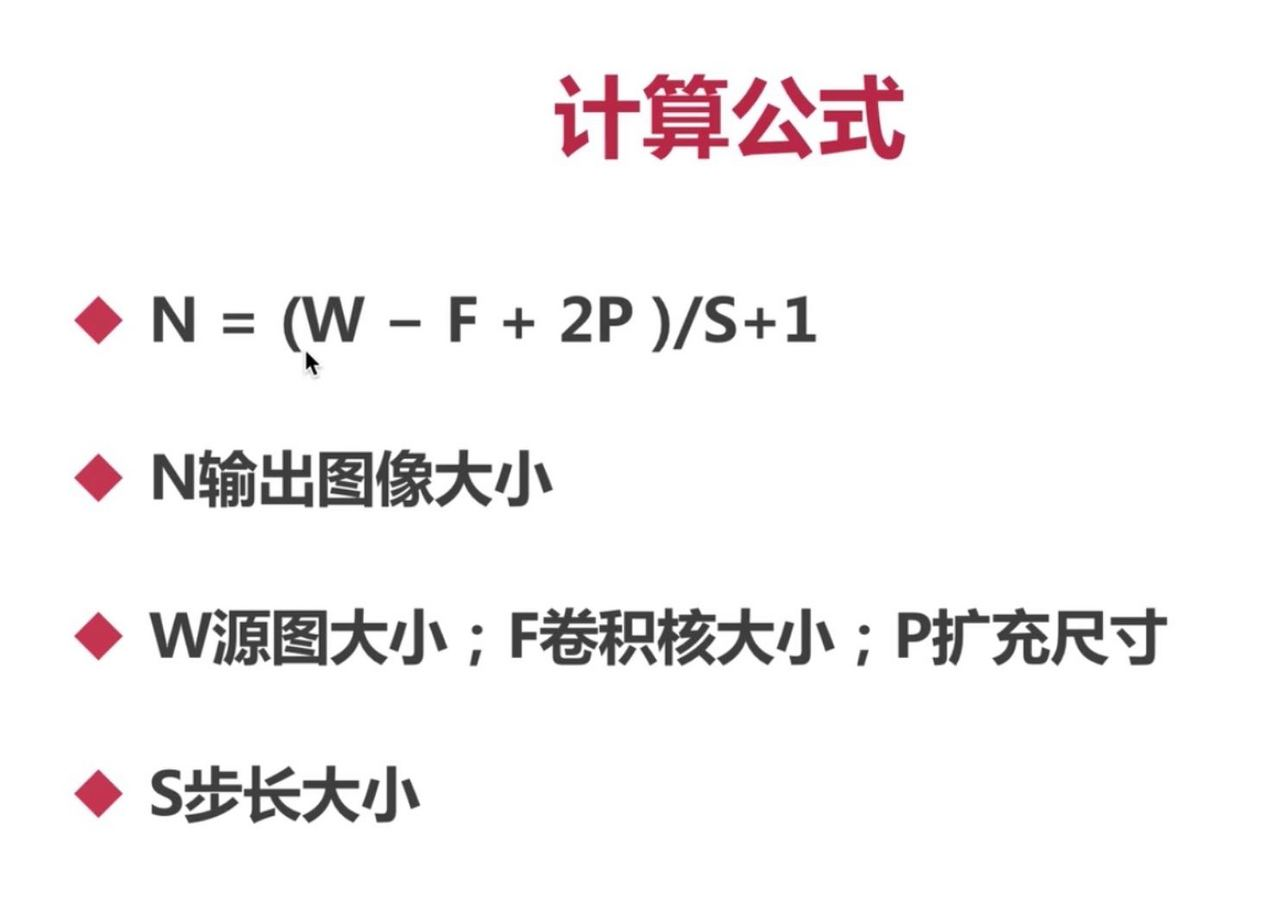 计算公式
N = (W – F + 2P )/S+1
N输出图像大小
W源图大小；F卷积核大小；P扩充尺寸
S步长大小